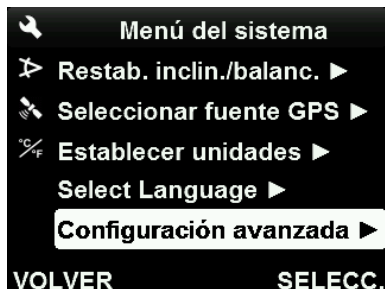 Menú del sistema
Restab. inclin./balanc. ►
Seleccionar fuente GPS ►
°C/°F Establecer unidades ►
Select Language ►
Configuración avanzada ►
VOLVER SELECC.